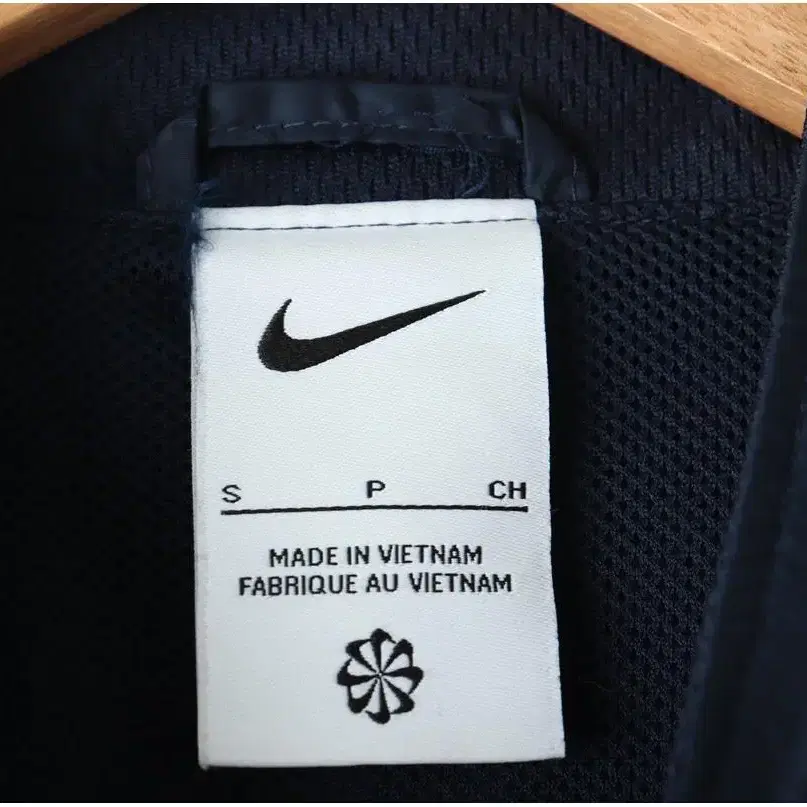 S P CH
MADE IN VIETNAM
FABRIQUE AU VIETNAM